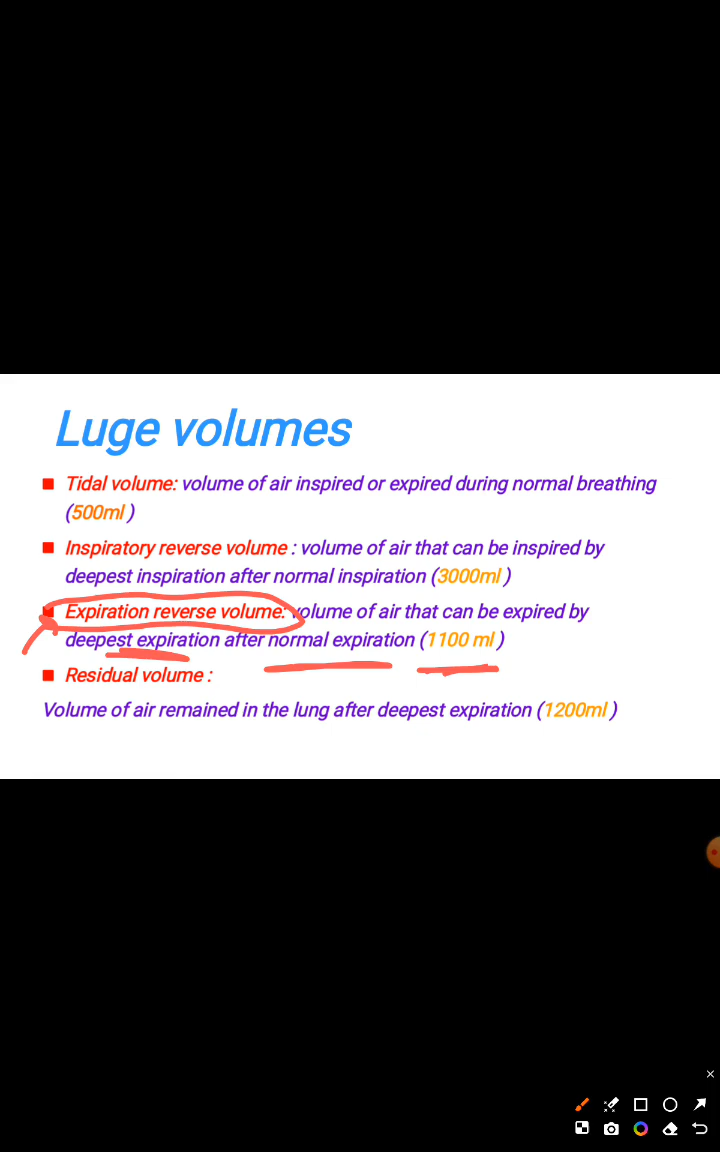 Luge volumes
Tidal volume: volume of air inspired or expired during normal breathing
(500ml )
Inspiratory reverse volume : volume of air that can be inspired by
deepest inspiration after normal inspiration (3000ml )
Expiration reverse volume: volume of air that can be expired by
deepest expiration after normal expiration (1100 ml )
Residual volume :
Volume of air remained in the lung after deepest expiration (1200ml )